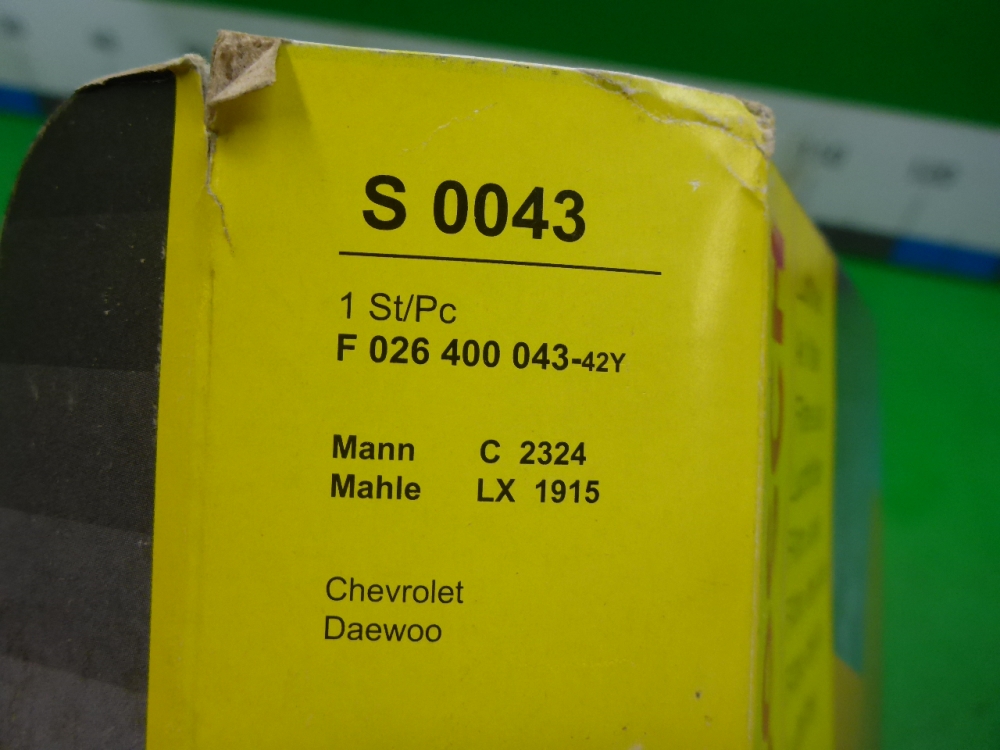 S 0043
1 St/Pc
F 026 400 043-42Y
Mann C 2324
Mahle LX 1915
Chevrolet
Daewoo